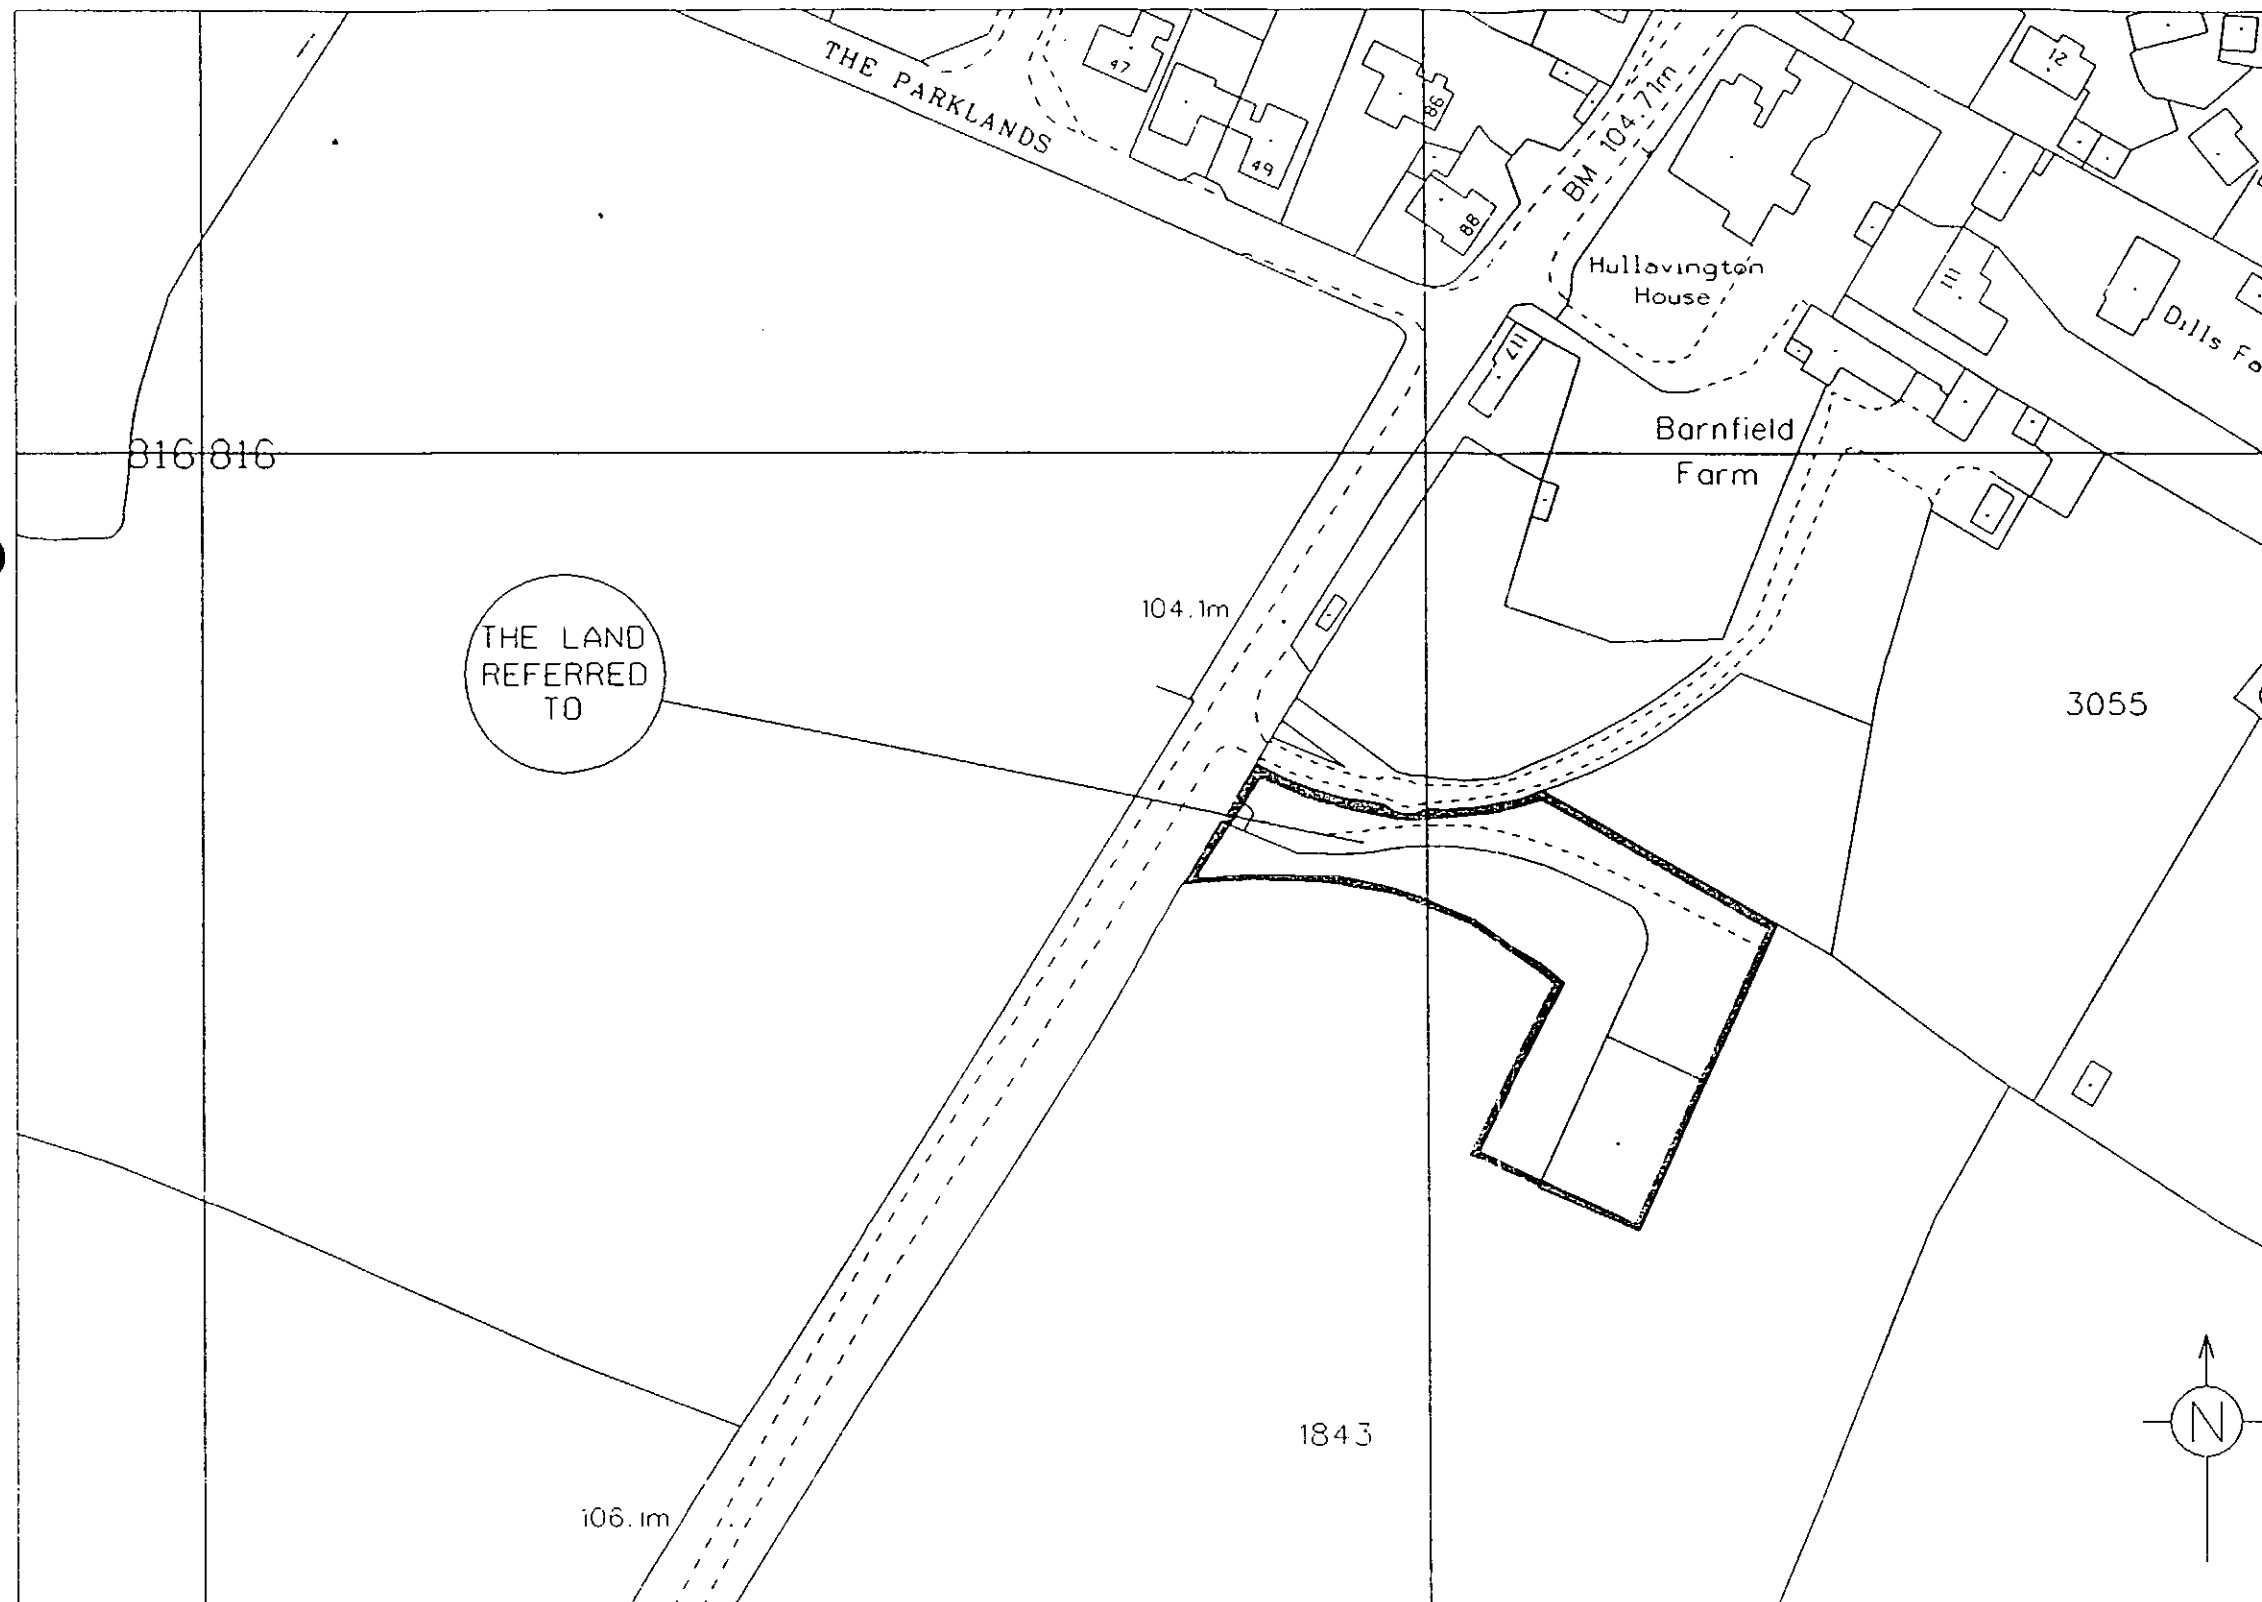 THE PARKLANDS
47
49
86
88
BM 104.71m
12
Hullavington
House
111
117
Dills Fa
Barnfield
Farm
816 816
104.1m
THE LAND
REFERRED
TO
3055
1843
106.1m
N